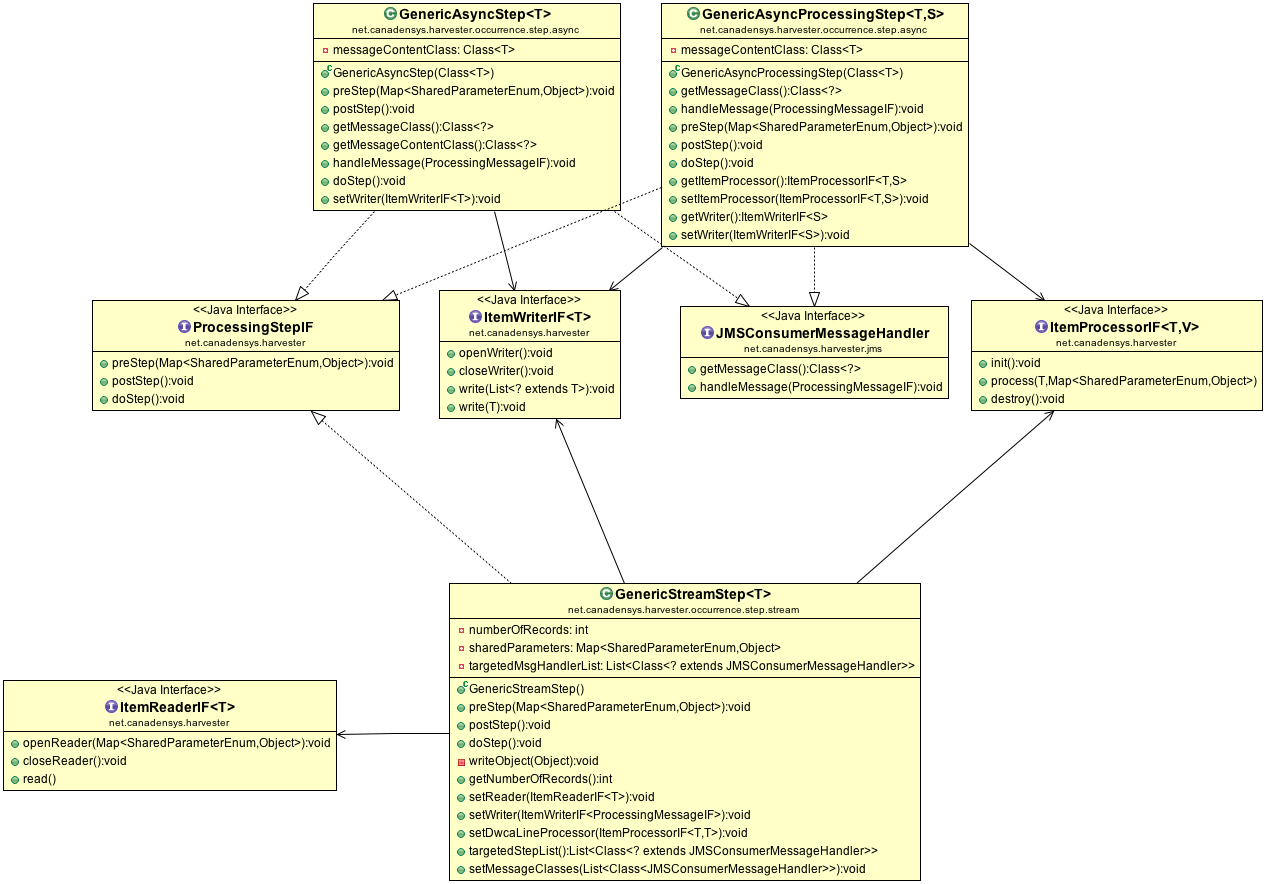 GenericAsyncStep<T>
net.canadensys.harvester.occurrence.step.async
messageContentClass: Class<T>
GenericAsyncStep(Class<T>)
preStep(Map<SharedParameterEnum,Object>):void
postStep():void
getMessageClass():Class<?>
getMessageContentClass():Class<?>
handleMessage(ProcessingMessageIF):void
doStep():void
setWriter(ItemWriterIF<T>):void
GenericAsyncProcessingStep<T,S>
net.canadensys.harvester.occurrence.step.async
messageContentClass: Class<T>
GenericAsyncProcessingStep(Class<T>)
getMessageClass():Class<?>
handleMessage(ProcessingMessageIF):void
preStep(Map<SharedParameterEnum,Object>):void
postStep():void
doStep():void
getItemProcessor():ItemProcessorIF<T,S>
setItemProcessor(ItemProcessorIF<T,S>):void
getWriter():ItemWriterIF<S>
setWriter(ItemWriterIF<S>):void
<<Java Interface>>
ProcessingStepIF
net.canadensys.harvester
preStep(Map<SharedParameterEnum,Object>):void
postStep():void
doStep():void
<<Java Interface>>
ItemWriterIF<T>
net.canadensys.harvester
openWriter():void
closeWriter():void
write(List<? extends T>):void
write(T):void
<<Java Interface>>
JMSConsumerMessageHandler
net.canadensys.harvester.jms
getMessageClass():Class<?>
handleMessage(ProcessingMessageIF):void
<<Java Interface>>
ItemProcessorIF<T,V>
net.canadensys.harvester
init():void
process(T,Map<SharedParameterEnum,Object>)
destroy():void
GenericStreamStep<T>
net.canadensys.harvester.occurrence.step.stream
numberOfRecords: int
sharedParameters: Map<SharedParameterEnum,Object>
targetedMsgHandlerList: List<Class<? extends JMSConsumerMessageHandler>>
GenericStreamStep()
preStep(Map<SharedParameterEnum,Object>):void
postStep():void
doStep():void
writeObject(Object):void
getNumberOfRecords():int
setReader(ItemReaderIF<T>):void
setWriter(ItemWriterIF<ProcessingMessageIF>):void
setDwcaLineProcessor(ItemProcessorIF<T,T>):void
targetedStepList():List<Class<? extends JMSConsumerMessageHandler>>
setMessageClasses(List<Class<JMSConsumerMessageHandler>>):void
<<Java Interface>>
ItemReaderIF<T>
net.canadensys.harvester
openReader(Map<SharedParameterEnum,Object>):void
closeReader():void
read()